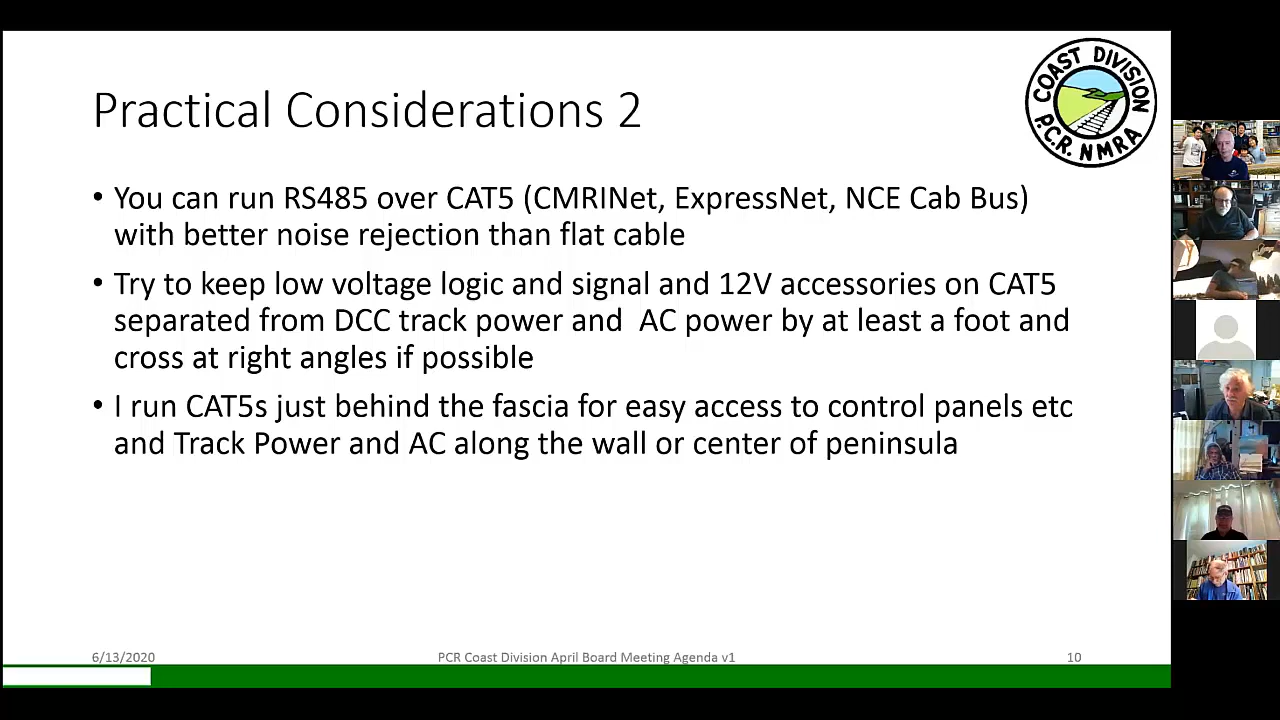 Practical Considerations 2
COAST DIVISION
P.C.R. NMRA
• You can run RS485 over CAT5 (CMRINet, ExpressNet, NCE Cab Bus)
with better noise rejection than flat cable
• Try to keep low voltage logic and signal and 12V accessories on CAT5
separated from DCC track power and  AC power by at least a foot and
cross at right angles if possible
• I run CAT5s just behind the fascia for easy access to control panels etc
and Track Power and AC along the wall or center of peninsula
6/13/2020
PCR Coast Division April Board Meeting Agenda v1
10